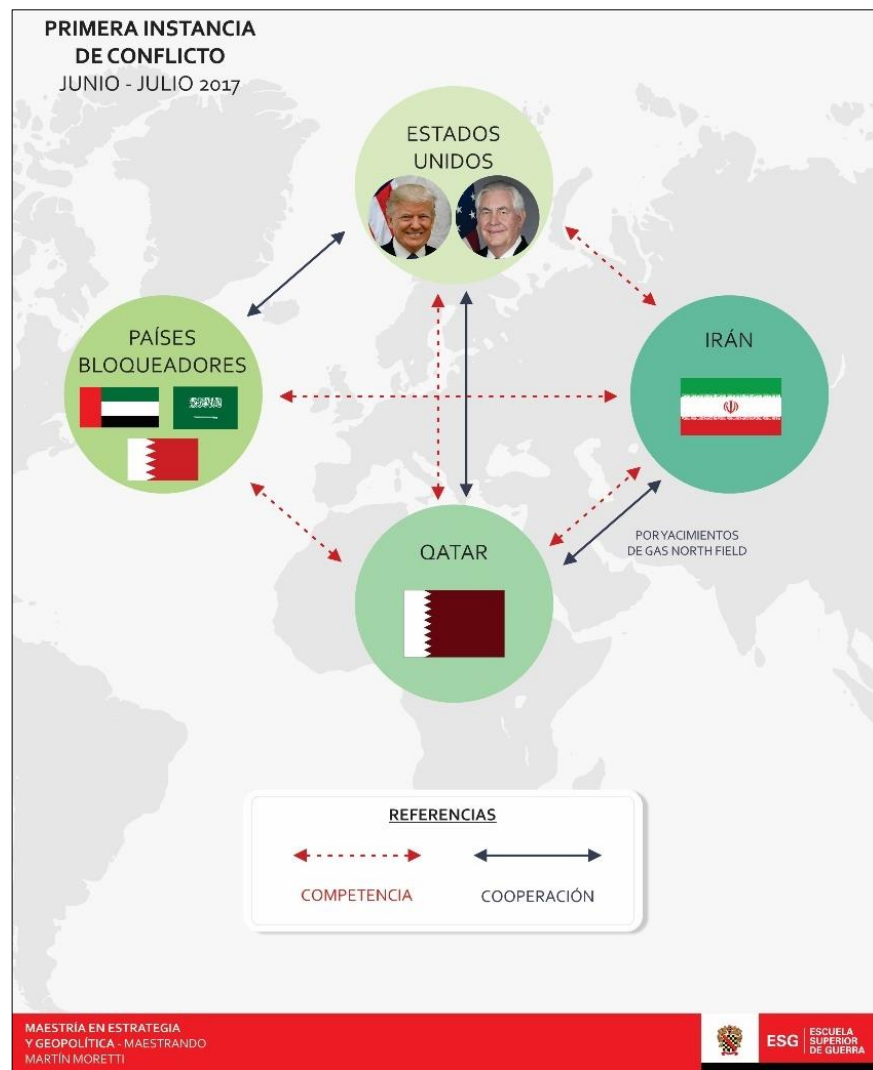 PRIMERA INSTANCIA
DE CONFLICTO
JUNIO - JULIO 2017
ESTADOS
UNIDOS
PAÍSES
BLOQUEADORES
IRÁN
QATAR
POR YACIMIENTOS
DE GAS NORTH FIELD
REFERENCIAS
COMPETENCIA
COOPERACIÓN
MAESTRÍA EN ESTRATEGIA
Y GEOPOLÍTICA - MAESTRANDO
MARTÍN MORETTI
ESG
ESCUELA
SUPERIOR
DE GUERRA